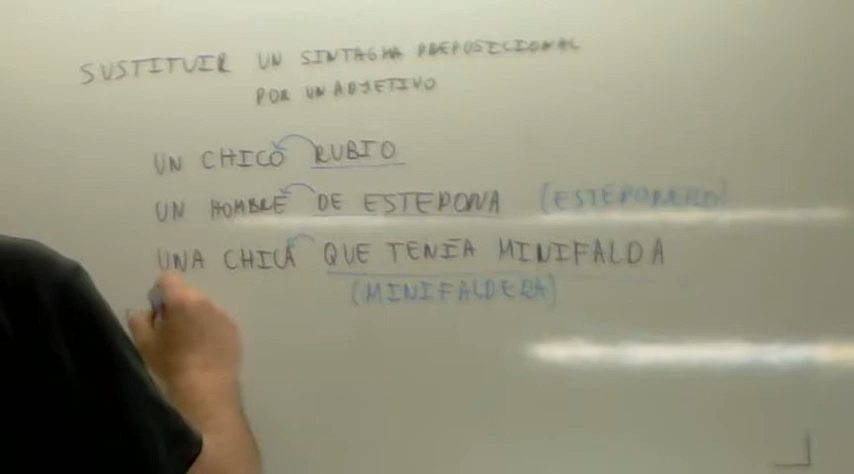 SUSTITUIR UN SINTAGMA PREPOSICIONAL
POR UN ADJETIVO
UN CHICO RUBIO
UN HOMBRE DE ESTEPONA (ESTEPONERO)
UNA CHICA QUE TENÍA MINIFALDA
(MINIFALDERA)